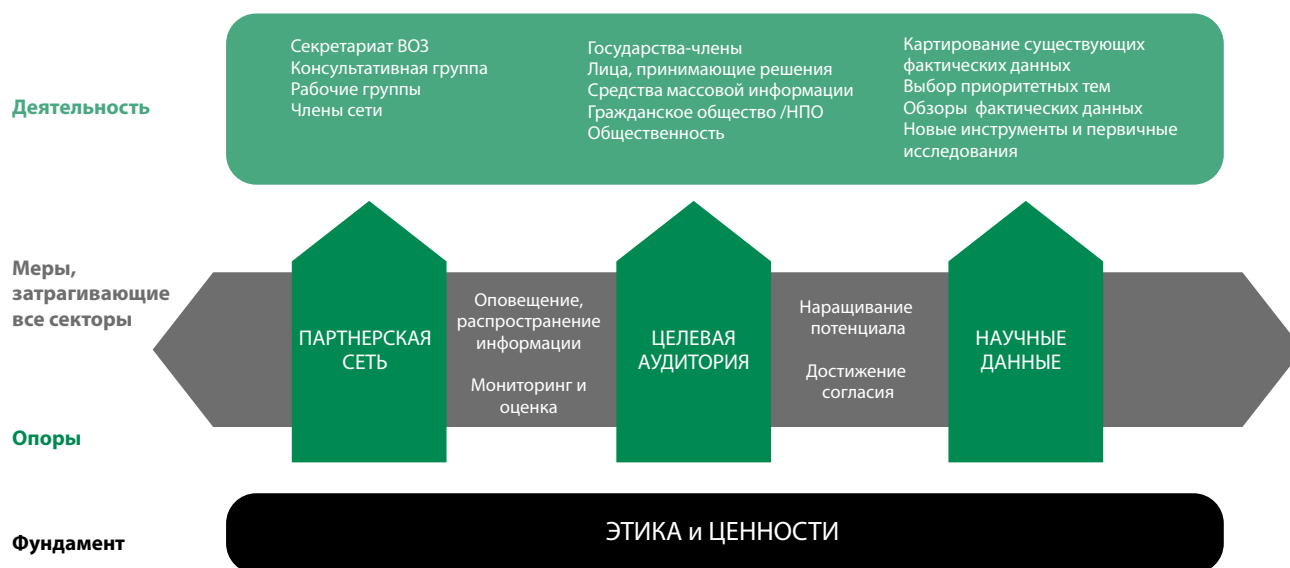 Деятельность
Секретариат ВОЗ
Консультативная группа
Рабочие группы
Члены сети
Государства-члены
Лица, принимающие решения
Средства массовой информации
Гражданское общество /НПО
Общественность
Картирование существующих
фактических данных
Выбор приоритетных тем
Обзоры фактических данных
Новые инструменты и первичные
исследования
Меры,
затрагивающие
все секторы
ПАРТНЕРСКАЯ
СЕТЬ
Оповещение,
распространение
информации
Мониторинг и
оценка
ЦЕЛЕВАЯ
АУДИТОРИЯ
Наращивание
потенциала
Достижение
согласия
НАУЧНЫЕ
ДАННЫЕ
Опоры
Фундамент
ЭТИКА и ЦЕННОСТИ